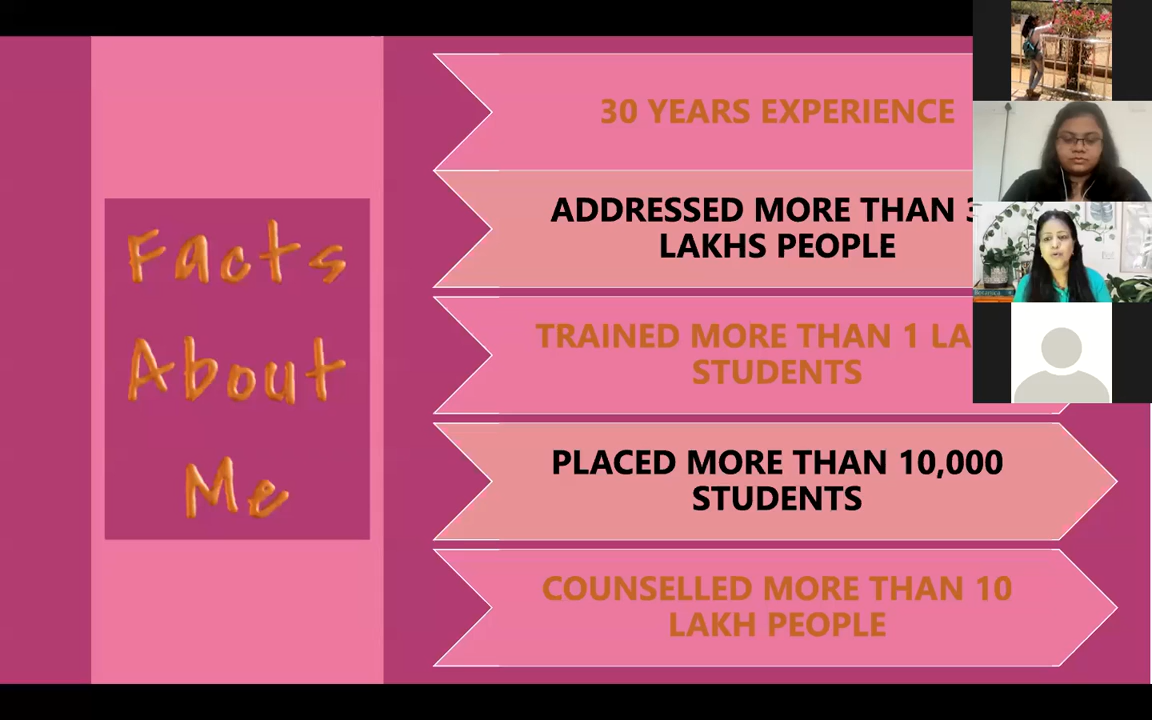 Facts
About
Me
30 YEARS EXPERIENCE
ADDRESSED MORE THAN
LAKHS PEOPLE
TRAINED MORE THAN 1
STUDENTS
PLACED MORE THAN 10,000
STUDENTS
COUNSELLED MORE THAN 10
LAKH PEOPLE